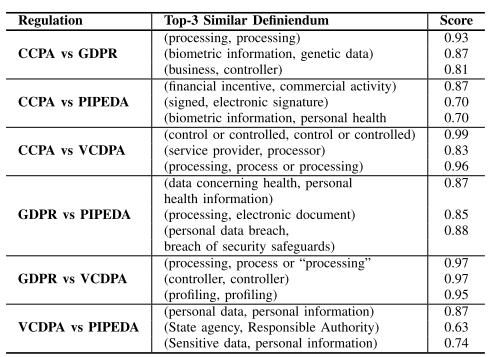 Regulation Top-3 Similar Definiendum Score
(processing, processing) 0.93
CCPA vs GDPR (biometric information, genetic data) 0.87
(business, controller) 0.81
(financial incentive, commercial activity) 0.87
CCPA vs PIPEDA (signed, electronic signature) 0.70
(biometric information, personal health 0.70
(control or controlled, control or controlled) 0.99
CCPA vs VCDPA (service provider, processor) 0.83
(processing, process or processing) 0.96
(data concerning health, personal 0.87
health information)
GDPR vs PIPEDA (processing, electronic document) 0.85
(personal data breach, 0.88
breach of security safeguards)
(processing, process or “processing” 0.97
GDPR vs VCDPA (controller, controller) 0.97
(profiling, profiling) 0.95
(personal data, personal information) 0.87
VCDPA vs PIPEDA (State agency, Responsible Authority) 0.63
(Sensitive data, personal information) 0.74